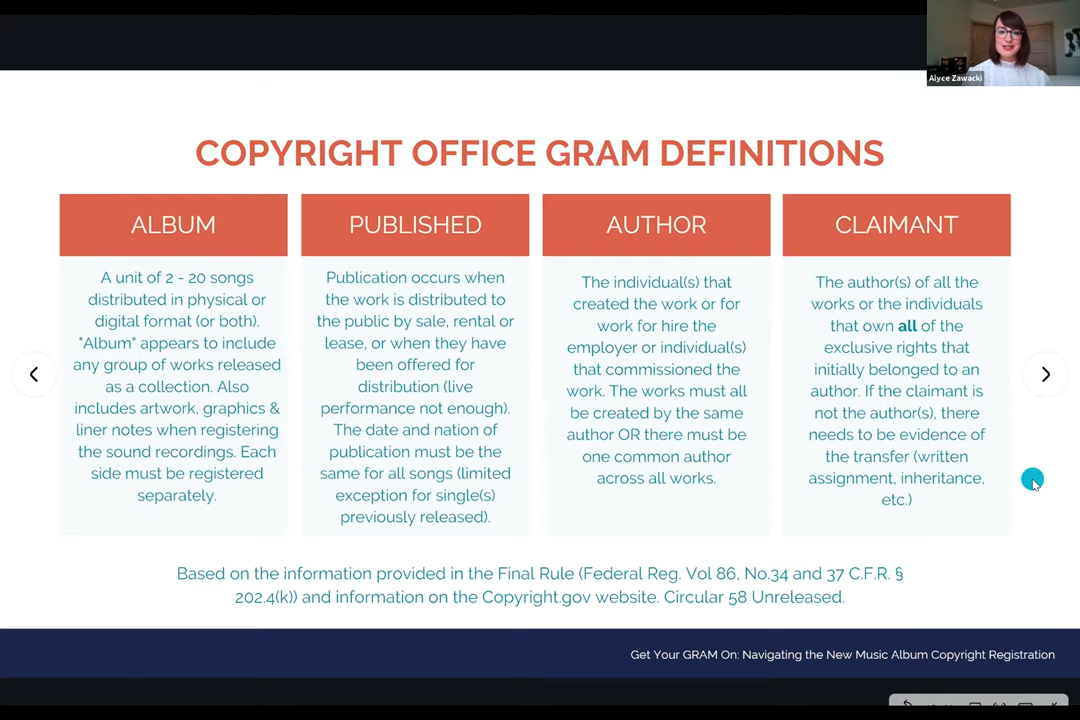 Alyce Zawacki
COPYRIGHT OFFICE GRAM DEFINITIONS
ALBUM
A unit of 2 - 20 songs
distributed in physical or
digital format (or both).
"Album" appears to include
any group of works released
as a collection. Also
includes artwork, graphics &
liner notes when registering
the sound recordings. Each
side must be registered
separately.
PUBLISHED
Publication occurs when
the work is distributed to
the public by sale, rental or
lease, or when they have
been offered for
distribution (live
performance not enough).
The date and nation of
publication must be the
same for all songs (limited
exception for single(s)
previously released).
AUTHOR
The individual(s) that
created the work or for
work for hire the
employer or individual(s)
that commissioned the
work. The works must all
be created by the same
author OR there must be
one common author
across all works.
CLAIMANT
The author(s) of all the
works or the individuals
that own all of the
exclusive rights that
initially belonged to an
author. If the claimant is
not the author(s), there
needs to be evidence of
the transfer (written
assignment, inheritance,
etc.)
Based on the information provided in the Final Rule (Federal Reg. Vol 86, No.34 and 37 C.F.R. §
202.4(k)) and information on the Copyright.gov website. Circular 58 Unreleased.
Get Your GRAM On: Navigating the New Music Album Copyright Registration